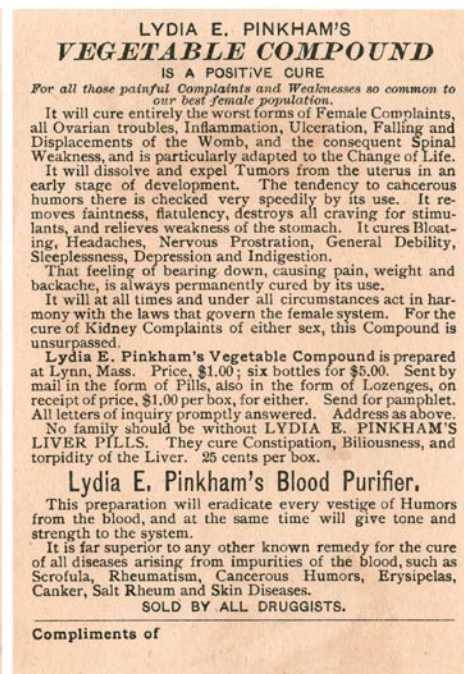 LYDIA E. PINKHAM'S
VEGETABLE COMPOUND
IS A POSITIVE CURE
For all those painful Complaints and Weaknesses so common to
our best female population.
It will cure entirely the worst forms of Female Complaints,
all Ovarian troubles, Inflammation, Ulceration, Falling and
Displacements of the Womb, and the consequent Spinal
Weakness, and is particularly adapted to the Change of Life.
It will dissolve and expel Tumors from the uterus in an
early stage of development. The tendency to cancerous
humors there is checked very speedily by its use. It re-
moves faintness, flatulency, destroys all craving for stimu-
lants, and relieves weakness of the stomach. It cures Bloat-
ing, Headaches, Nervous Prostration, General Debility,
Sleeplessness, Depression and Indigestion.
That feeling of bearing down, causing pain, weight and
backache, is always permanently cured by its use.
It will at all times and under all circumstances act in har-
mony with the laws that govern the female system. For the
cure of Kidney Complaints of either sex, this Compound is
unsurpassed.
Lydia E. Pinkham's Vegetable Compound is prepared
at Lynn, Mass. Price, $1.00; six bottles for $5.00. Sent by
mail in the form of Pills, also in the form of Lozenges, on
receipt of price, $1.00 per box, for either. Send for pamphlet.
All letters of inquiry promptly answered. Address as above.
No family should be without LYDIA E. PINKHAM'S
LIVER PILLS. They cure Constipation, Biliousness, and
torpidity of the Liver. 25 cents per box.
Lydia E. Pinkham's Blood Purifier.
This preparation will eradicate every vestige of Humors
from the blood, and at the same time will give tone and
strength to the system.
It is far superior to any other known remedy for the cure
of all diseases arising from impurities of the blood, such as
Scrofula, Rheumatism, Cancerous Humors, Erysipelas,
Canker, Salt Rheum and Skin Diseases.
SOLD BY ALL DRUGGISTS.
Compliments of